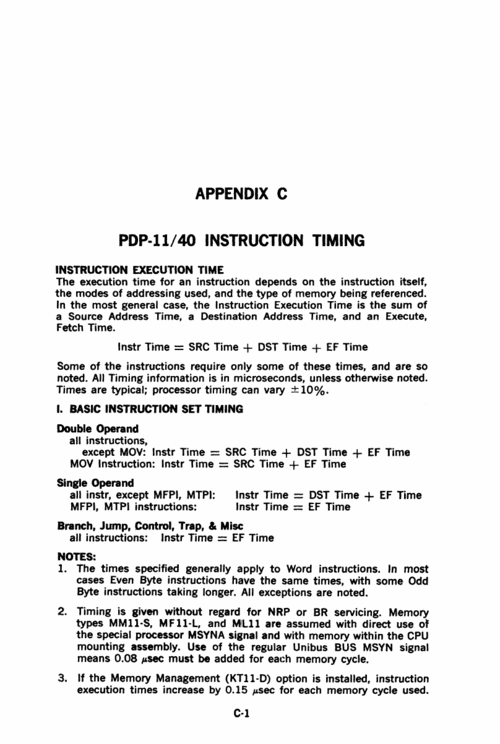 APPENDIX C
PDP-11/40 INSTRUCTION TIMING
INSTRUCTION EXECUTION TIME
The execution time for an instruction depends on the instruction itself,
the modes of addressing used, and the type of memory being referenced.
In the most general case, the Instruction Execution Time is the sum of
a Source Address Time, a Destination Address Time, and an Execute,
Fetch Time.
Instr Time = SRC Time + DST Time + EF Time
Some of the instructions require only some of these times, and are so
noted. All Timing information is in microseconds, unless otherwise noted.
Times are typical; processor timing can vary ±10%.
I. BASIC INSTRUCTION SET TIMING
Double Operand
all instructions,
except MOV: Instr Time = SRC Time + DST Time + EF Time
MOV Instruction: Instr Time = SRC Time + EF Time
Single Operand
all instr, except MFPI, MTPI: Instr Time = DST Time + EF Time
MFPI, MTPI instructions: Instr Time = EF Time
Branch, Jump, Control, Trap, & Misc
all instructions: Instr Time = EF Time
NOTES:
1. The times specified generally apply to Word instructions. In most
cases Even Byte instructions have the same times, with some Odd
Byte instructions taking longer. All exceptions are noted.
2. Timing is given without regard for NRP or BR servicing. Memory
types MM11-S, MF11-L, and ML11 are assumed with direct use of
the special processor MSYNA signal and with memory within the CPU
mounting assembly. Use of the regular Unibus BUS MSYN signal
means 0.08 μsec must be added for each memory cycle.
3. If the Memory Management (KT11-D) option is installed, instruction
execution times increase by 0.15 μsec for each memory cycle used.
C-1